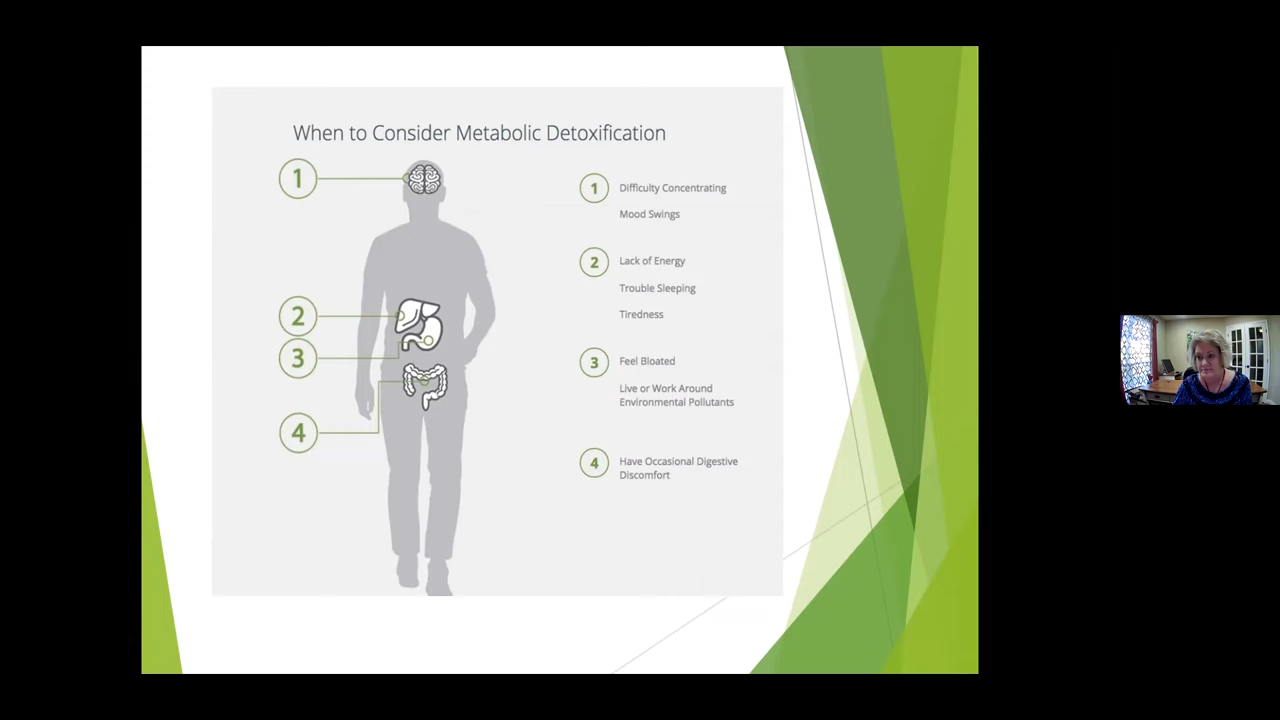 When to Consider Metabolic Detoxification
1
2
3
4
1
Difficulty Concentrating
Mood Swings
2
Lack of Energy
Trouble Sleeping
Tiredness
3
Feel Bloated
Live or Work Around
Environmental Pollutants
4
Have Occasional Digestive
Discomfort